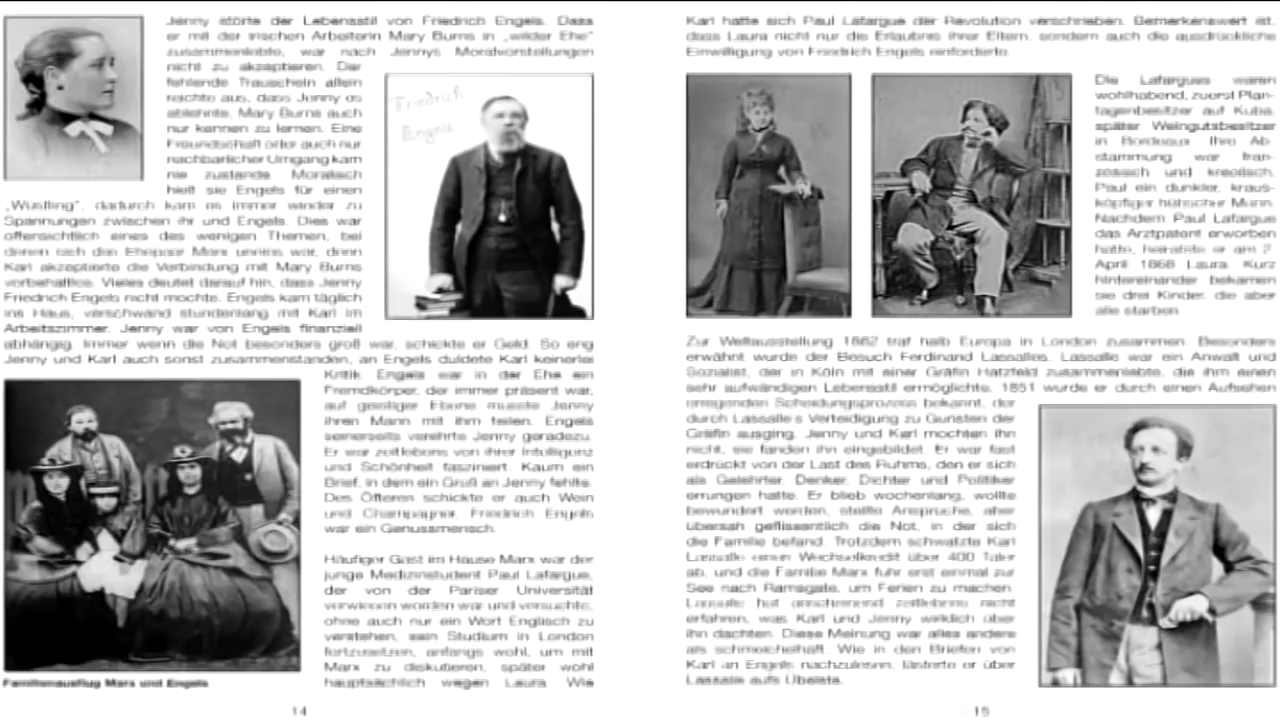 Jenny störte der Lebensstil von Friedrich Engels. Dass
er mit der irischen Arbeiterin Mary Burns in „wilder Ehe"
zusammenlebte, war nach Jennys Moralvorstellungen
nicht zu akzeptieren. Der
fehlende Trauschein allein
reichte aus, dass Jenny es
ablehnte, Mary Burns auch
nur kennen zu lernen. Eine
Freundschaft oder auch nur
nachbarlicher Umgang kam
nie zustande. Moralisch
hielt sie Engels für einen
„Wüstling", dadurch kam es immer wieder zu
Spannungen zwischen ihr und Engels. Dies war
offensichtlich eines des wenigen Themen, bei
denen sich das Ehepaar Marx uneins war, denn
Karl akzeptierte die Verbindung mit Mary Burns
vorbehaltlos. Vieles deutet darauf hin, dass Jenny
Friedrich Engels nicht mochte. Engels kam täglich
ins Haus, verschwand stundenlang mit Karl im
Arbeitszimmer. Jenny war von Engels finanziell
abhängig. Immer wenn die Not besonders groß war, schickte er Geld. So eng
Jenny und Karl auch sonst zusammenstanden, an Engels duldete Karl keinerlei
Kritik. Engels war in der Ehe ein
Fremdkörper, der immer präsent war,
auf geistiger Ebene musste Jenny
ihren Mann mit ihm teilen. Engels
seinerseits verehrte Jenny geradezu.
Er war zeitlebens von ihrer Intelligenz
und Schönheit fasziniert. Kaum ein
Brief, in dem ein Gruß an Jenny fehlte.
Des Öfteren schickte er auch Wein
und Champagner. Friedrich Engels
war ein Genussmensch.
Häufiger Gast im Hause Marx war der
junge Medizinstudent Paul Lafargue,
der von der Pariser Universität
verwiesen worden war und versuchte,
ohne auch nur ein Wort Englisch zu
verstehen, sein Studium in London
fortzusetzen, anfangs wohl, um mit
Marx zu diskutieren, später wohl
hauptsächlich wegen Laura. Wie
Friedrich
Engels
Familienausflug Marx und Engels
14
Karl hatte sich Paul Lafargue der Revolution verschrieben. Bemerkenswert ist,
dass Laura nicht nur die Erlaubnis ihrer Eltern, sondern auch die ausdrückliche
Einwilligung von Friedrich Engels einforderte.
Die Lafargues waren
wohlhabend, zuerst Plan-
tagenbesitzer auf Kuba,
später Weingutsbesitzer
in Bordeaux. Ihre Ab-
stammung war fran-
zösisch und kreolisch,
Paul ein dunkler, kraus-
köpfiger hübscher Mann.
Nachdem Paul Lafargue
das Arztpatent erworben
hatte, heiratete er am 2.
April 1868 Laura. Kurz
hintereinander bekamen
sie drei Kinder, die aber
alle starben.
Zur Weltausstellung 1862 traf halb Europa in London zusammen. Besonders
erwähnt wurde der Besuch Ferdinand Lassalles. Lassalle war ein Anwalt und
Sozialist, der in Köln mit einer Gräfin Hatzfeld zusammenlebte, die ihm einen
sehr aufwändigen Lebensstil ermöglichte. 1851 wurde er durch einen Aufsehen
erregenden Scheidungsprozess bekannt, der
durch Lassalle's Verteidigung zu Gunsten der
Gräfin ausging. Jenny und Karl mochten ihn
nicht, sie fanden ihn eingebildet. Er war fast
erdrückt von der Last des Ruhms, den er sich
als Gelehrter, Denker, Dichter und Politiker
errungen hatte. Er blieb wochenlang, wollte
bewundert werden, stellte Ansprüche, aber
übersah geflissentlich die Not, in der sich
die Familie befand. Trotzdem schwatzte Karl
Lassalle einen Wechselkredit über 400 Taler
ab, und die Familie Marx fuhr erst einmal zur
See nach Ramsgate, um Ferien zu machen.
Lassalle hat anscheinend zeitlebens nicht
erfahren, was Karl und Jenny wirklich über
ihn dachten. Diese Meinung war alles andere
als schmeichelhaft. Wie in den Briefen von
Karl an Engels nachzulesen, lästerte er über
Lassalle aufs Übelste.
15